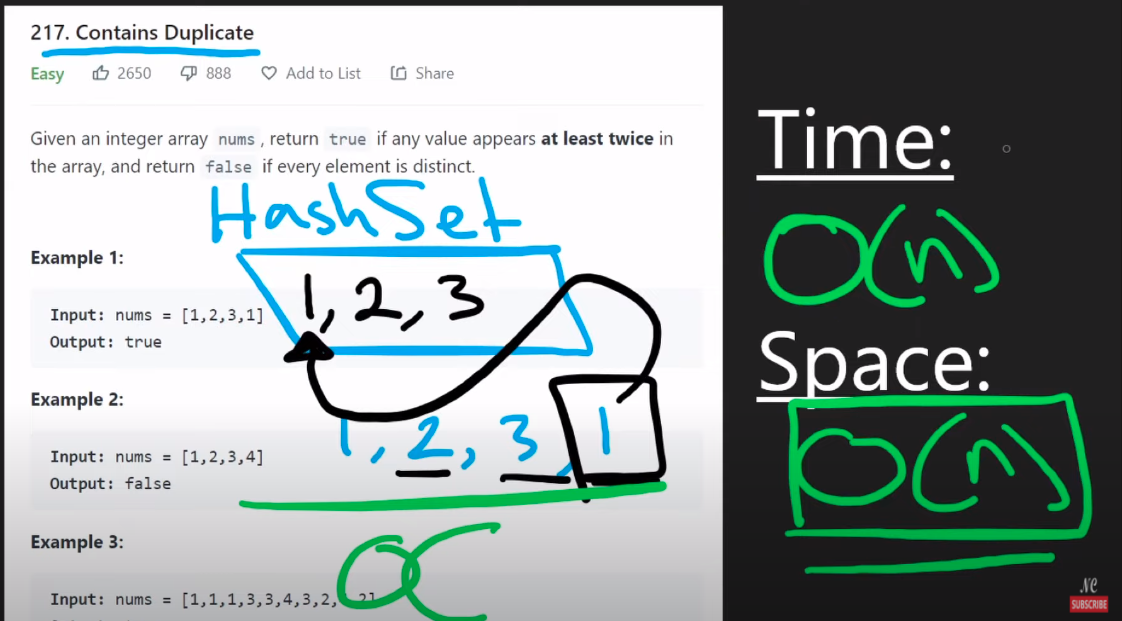 217. Contains Duplicate
Easy 2650 888 Add to List Share
Given an integer array nums , return true if any value appears at least twice in
the array, and return false if every element is distinct.
HashSet
Example 1:
1, 2, 3
Input: nums = [1,2,3,1]
Output: true
Example 2:
1, 2, 3, 1
Input: nums = [1,2,3,4]
Output: false
Example 3:
O(
Input: nums = [1,1,1,3,3,4,3,2, 2]
Time:
O(n)
Space:
O(n)
NC
SUBSCRIBE